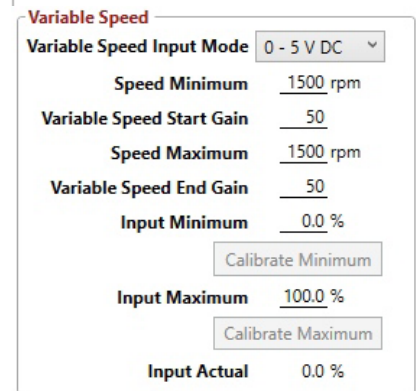 Variable Speed
Variable Speed Input Mode 0 - 5 V DC
Speed Minimum 1500 rpm
Variable Speed Start Gain 50
Speed Maximum 1500 rpm
Variable Speed End Gain 50
Input Minimum 0.0 %
Calibrate Minimum
Input Maximum 100.0 %
Calibrate Maximum
Input Actual 0.0 %